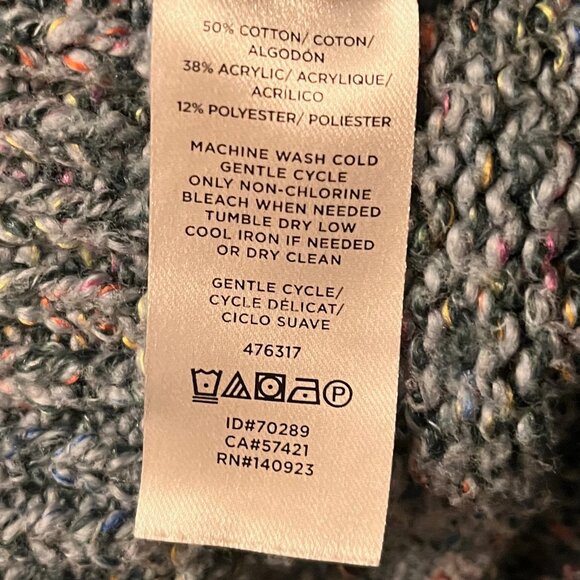 50% COTTON/ COTON/
ALGODÓN
38% ACRYLIC/ ACRYLIQUE/
ACRÍLICO
12% POLYESTER/ POLIÉSTER
MACHINE WASH COLD
GENTLE CYCLE
ONLY NON-CHLORINE
BLEACH WHEN NEEDED
TUMBLE DRY LOW
COOL IRON IF NEEDED
OR DRY CLEAN
GENTLE CYCLE/
CYCLE DÉLICAT/
CICLO SUAVE
476317
P
ID#70289
CA#57421
RN#140923